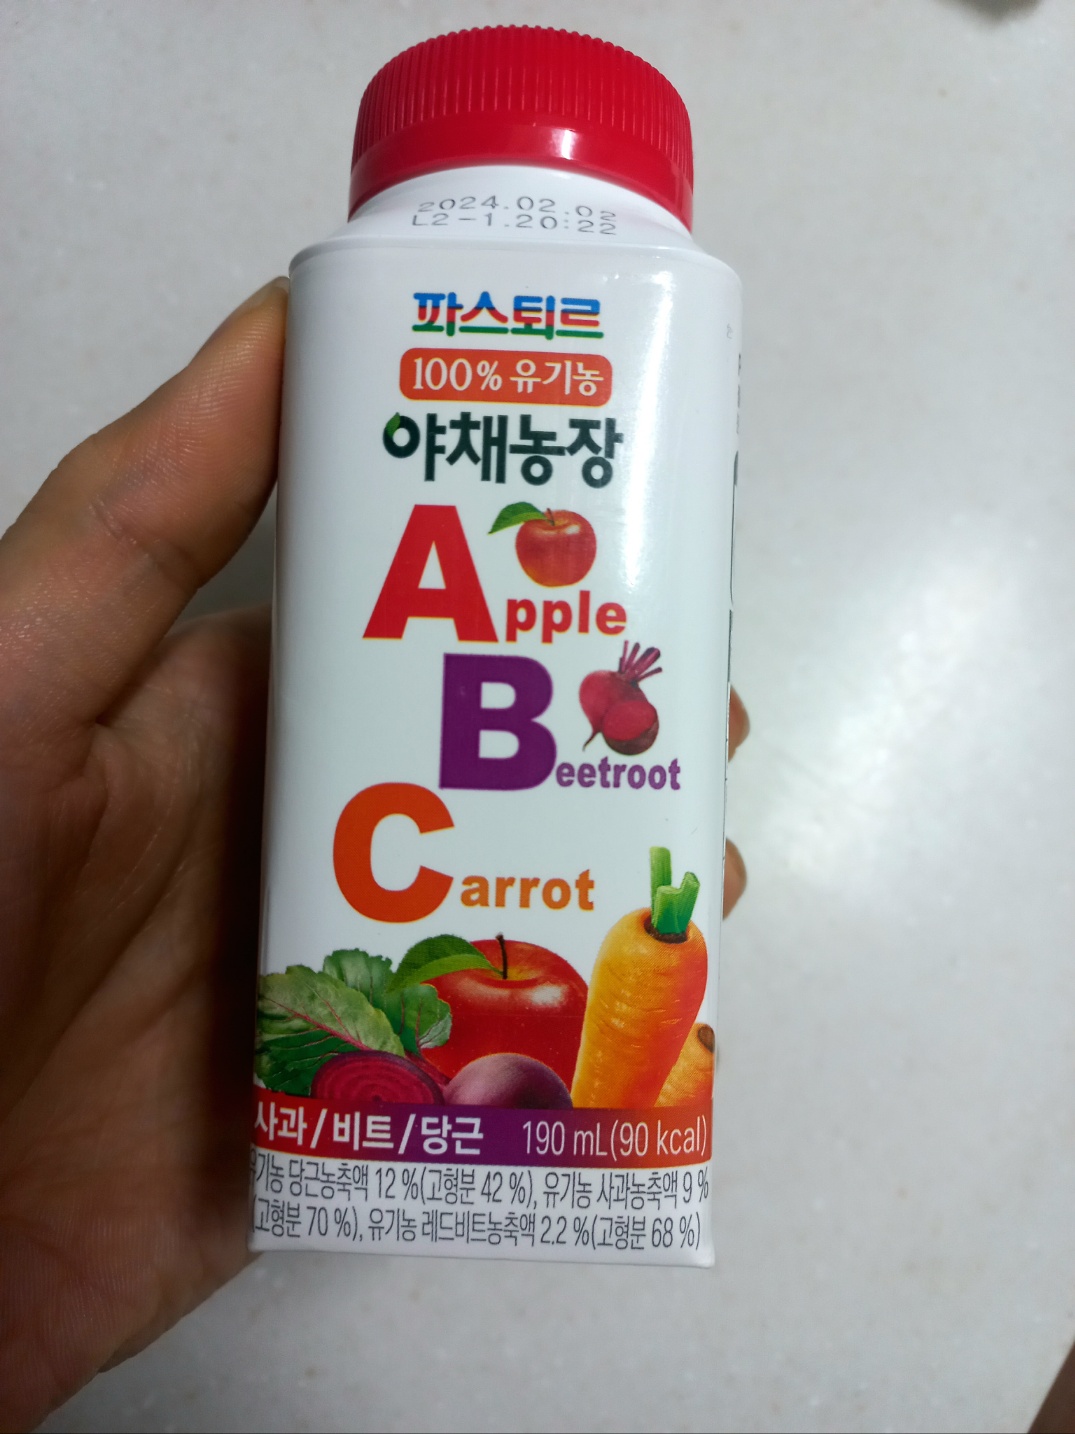 2024.02.02
L2-1.20:22
파스퇴르
100% 유기농
야채농장
Apple
Beetroot
Carrot
사과/비트/당근 190 mL(90 kcal)
유기농 당근농축액 12 %(고형분 42 %), 유기농 사과농축액 9 %
(고형분 70 %), 유기농 레드비트농축액 2.2 %(고형분 68 %)